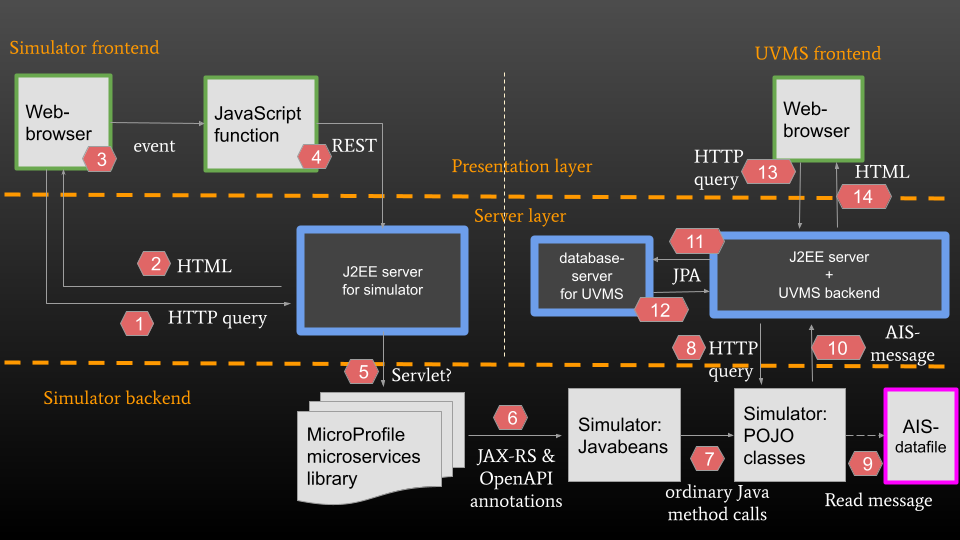 Simulator frontend
UVMS frontend
Web-
browser
3
event
JavaScript
function
4
REST
Web-
browser
HTTP
query
13
HTML
14
Presentation layer
Server layer
2
HTML
1
HTTP query
J2EE server
for simulator
database-
server
for UVMS
11
JPA
12
J2EE server
+
UVMS backend
8
HTTP
query
10
AIS-
message
5
Servlet?
Simulator backend
MicroProfile
microservices
library
6
JAX-RS &
OpenAPI
annotations
Simulator:
Javabeans
7
ordinary Java
method calls
Simulator:
POJO
classes
9
Read message
AIS-
datafile